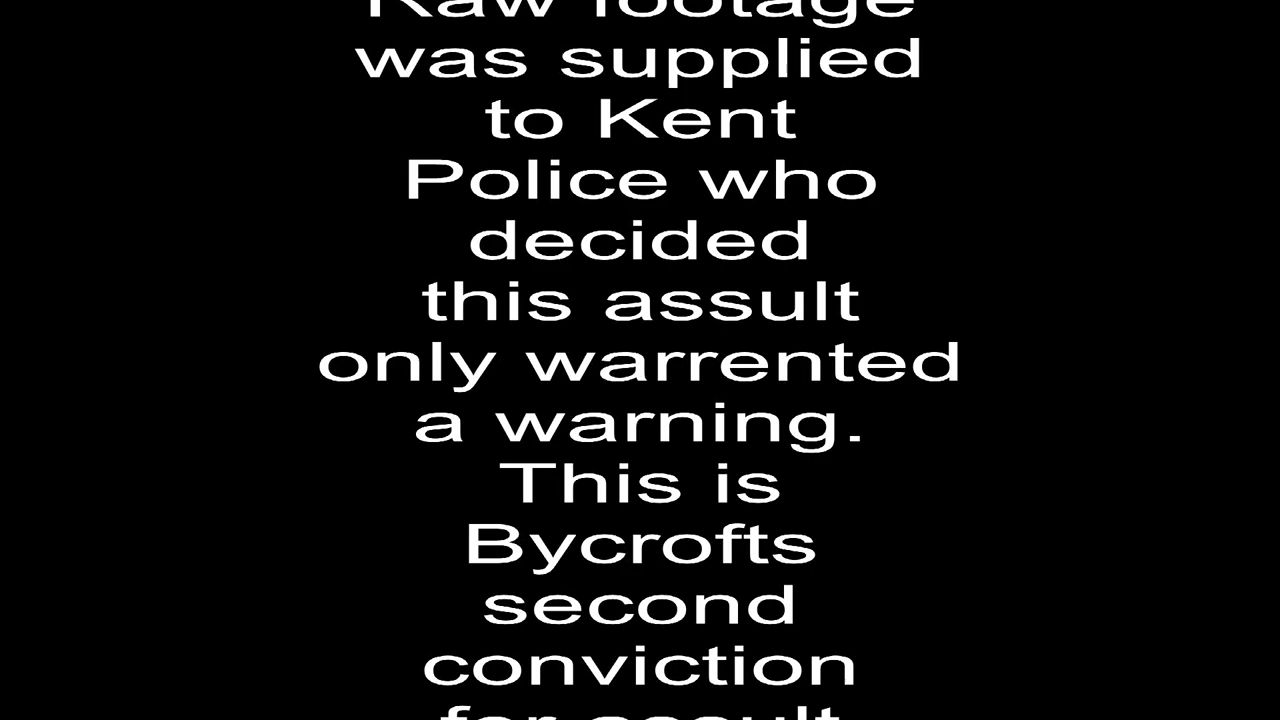 Raw footage
was supplied
to Kent
Police who
decided
this assult
only warrented
a warning.
This is
Bycrofts
second
conviction
for assult